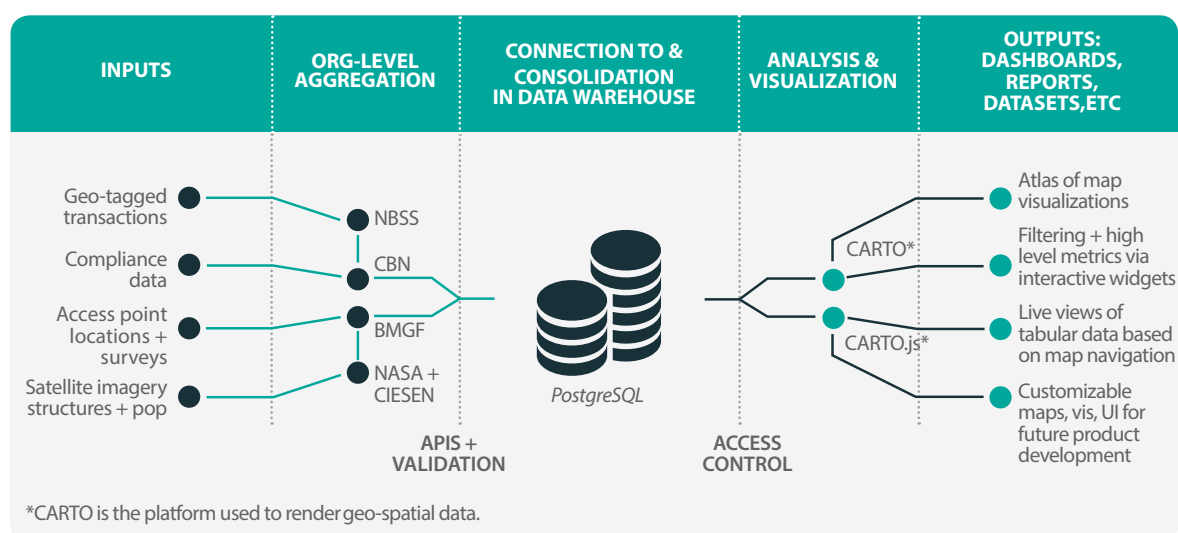 INPUTS
ORG-LEVEL
AGGREGATION
CONNECTION TO &
CONSOLIDATION
IN DATA WAREHOUSE
ANALYSIS &
VISUALIZATION
OUTPUTS:
DASHBOARDS,
REPORTS,
DATASETS,ETC
Geo-tagged
transactions
Compliance
data
Access point
locations +
surveys
Satellite imagery
structures + pop
NBSS
CBN
BMGF
NASA +
CIESEN
APIS +
VALIDATION
PostgreSQL
ACCESS
CONTROL
CARTO*
CARTO.js*
Atlas of map
visualizations
Filtering + high
level metrics via
interactive widgets
Live views of
tabular data based
on map navigation
Customizable
maps, vis, UI for
future product
development
*CARTO is the platform used to render geo-spatial data.